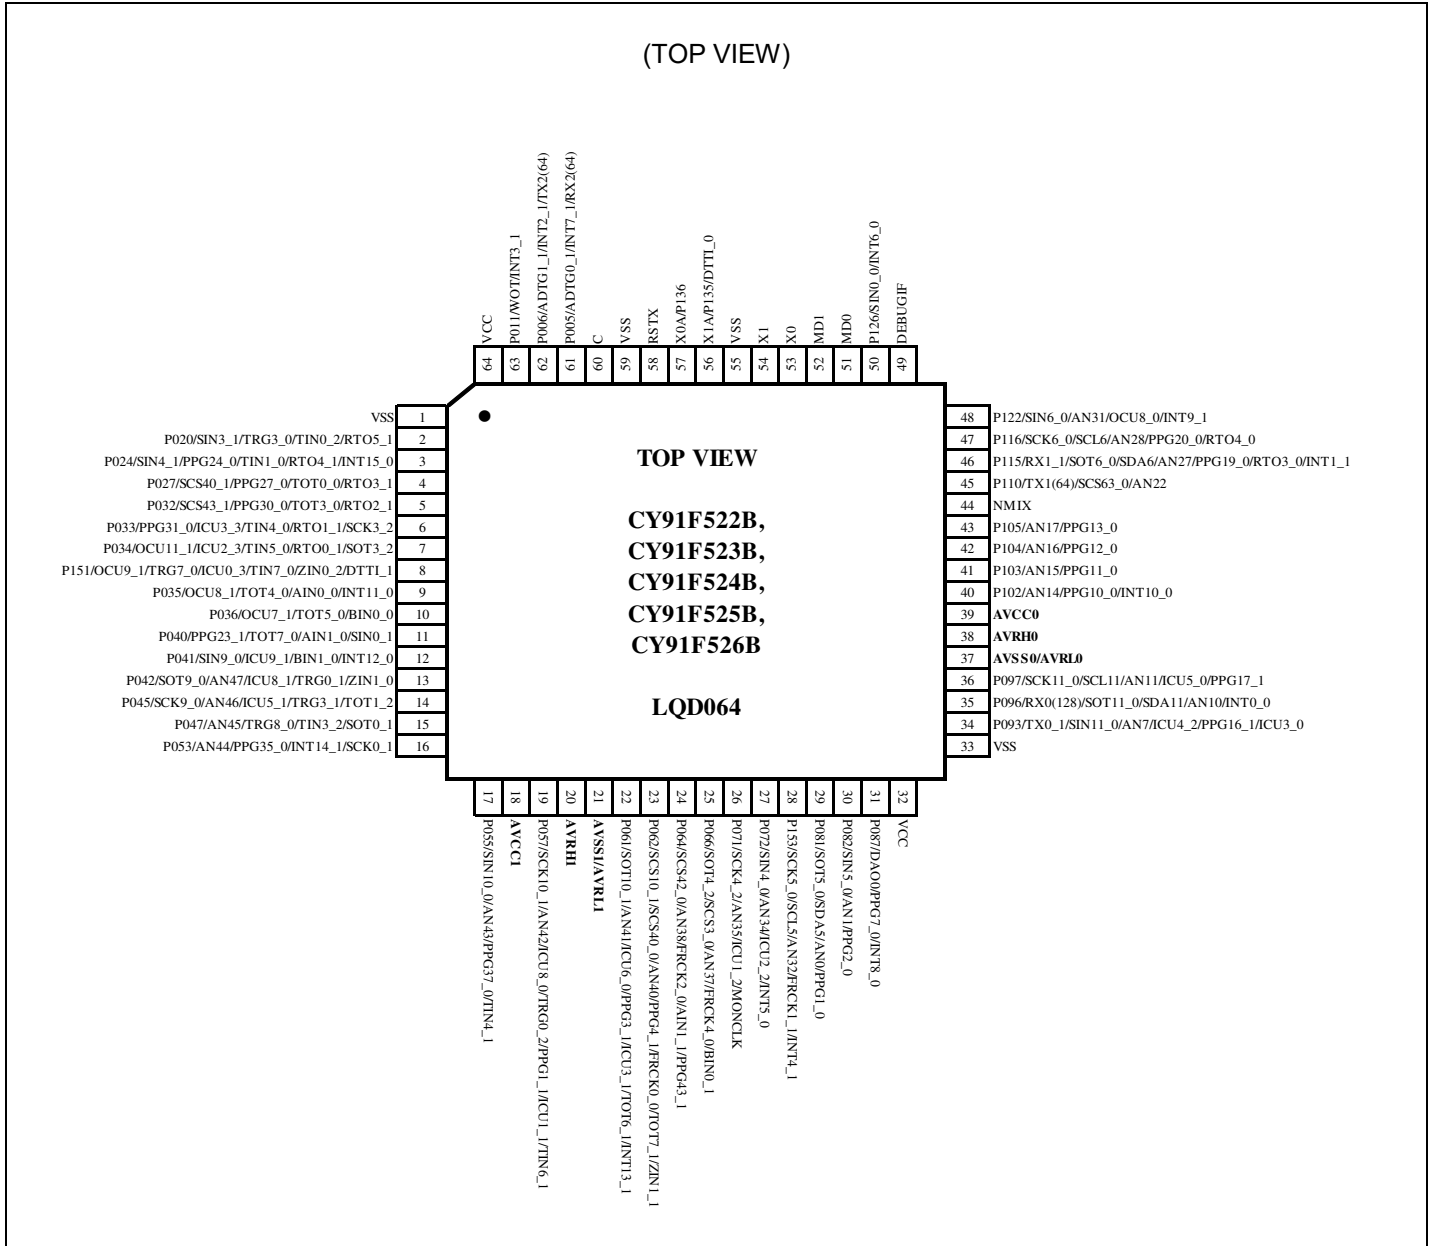 (TOP VIEW)
64 VCC
63 P011/WOT/INT3_1
62 P006/ADTG1_1/INT2_1/TX2(64)
61 P005/ADTG0_1/INT7_1/RX2(64)
60 C
59 VSS
58 RSTX
57 X0A/P136
56 X1A/P135/DTTI_0
55 VSS
54 X1
53 X0
52 MD1
51 MD0
50 P126/SIN0_0/INT6_0
49 DEBUGIF
VSS 1
P020/SIN3_1/TRG3_0/TIN0_2/RTO5_1 2
P024/SIN4_1/PPG24_0/TIN1_0/RTO4_1/INT15_0 3
P027/SCS40_1/PPG27_0/TOT0_0/RTO3_1 4
P032/SCS43_1/PPG30_0/TOT3_0/RTO2_1 5
P033/PPG31_0/ICU3_3/TIN4_0/RTO1_1/SCK3_2 6
P034/OCU11_1/ICU2_3/TIN5_0/RTO0_1/SOT3_2 7
P151/OCU9_1/TRG7_0/ICU0_3/TIN7_0/ZIN0_2/DTTI_1 8
P035/OCU8_1/TOT4_0/AIN0_0/INT11_0 9
P036/OCU7_1/TOT5_0/BIN0_0 10
P040/PPG23_1/TOT7_0/AIN1_0/SIN0_1 11
P041/SIN9_0/ICU9_1/BIN1_0/INT12_0 12
P042/SOT9_0/AN47/ICU8_1/TRG0_1/ZIN1_0 13
P045/SCK9_0/AN46/ICU5_1/TRG3_1/TOT1_2 14
P047/AN45/TRG8_0/TIN3_2/SOT0_1 15
P053/AN44/PPG35_0/INT14_1/SCK0_1 16
TOP VIEW
CY91F522B,
CY91F523B,
CY91F524B,
CY91F525B,
CY91F526B
LQD064
48 P122/SIN6_0/AN31/OCU8_0/INT9_1
47 P116/SCK6_0/SCL6/AN28/PPG20_0/RTO4_0
46 P115/RX1_1/SOT6_0/SDA6/AN27/PPG19_0/RTO3_0/INT1_1
45 P110/TX1(64)/SCS63_0/AN22
44 NMIX
43 P105/AN17/PPG13_0
42 P104/AN16/PPG12_0
41 P103/AN15/PPG11_0
40 P102/AN14/PPG10_0/INT10_0
39 AVCC0
38 AVRH0
37 AVSS0/AVRL0
36 P097/SCK11_0/SCL11/AN11/ICU5_0/PPG17_1
35 P096/RX0(128)/SOT11_0/SDA11/AN10/INT0_0
34 P093/TX0_1/SIN11_0/AN7/ICU4_2/PPG16_1/ICU3_0
33 VSS
17 P055/SIN10_0/AN43/PPG37_0/TIN4_1
18 AVCC1
19 P057/SCK10_1/AN42/ICU8_0/TRG0_2/PPG1_1/ICU1_1/TIN6_1
20 AVRH1
21 AVSS1/AVRL1
22 P061/SOT10_1/AN41/ICU6_0/PPG3_1/ICU3_1/TOT6_1/INT13_1
23 P062/SCS10_1/SCS40_0/AN40/PPG4_1/FRCK0_0/TOT7_1/ZIN1_1
24 P064/SCS42_0/AN38/FRCK2_0/AIN1_1/PPG43_1
25 P066/SOT4_2/SCS3_0/AN37/FRCK4_0/BIN0_1
26 P071/SCK4_2/AN35/ICU1_2/MONCLK
27 P072/SIN4_0/AN34/ICU2_2/INT5_0
28 P153/SCK5_0/SCL5/AN32/FRCK1_1/INT4_1
29 P081/SOT5_0/SDA5/AN0/PPG1_0
30 P082/SIN5_0/AN1/PPG2_0
31 P087/DAO0/PPG7_0/INT8_0
32 VCC